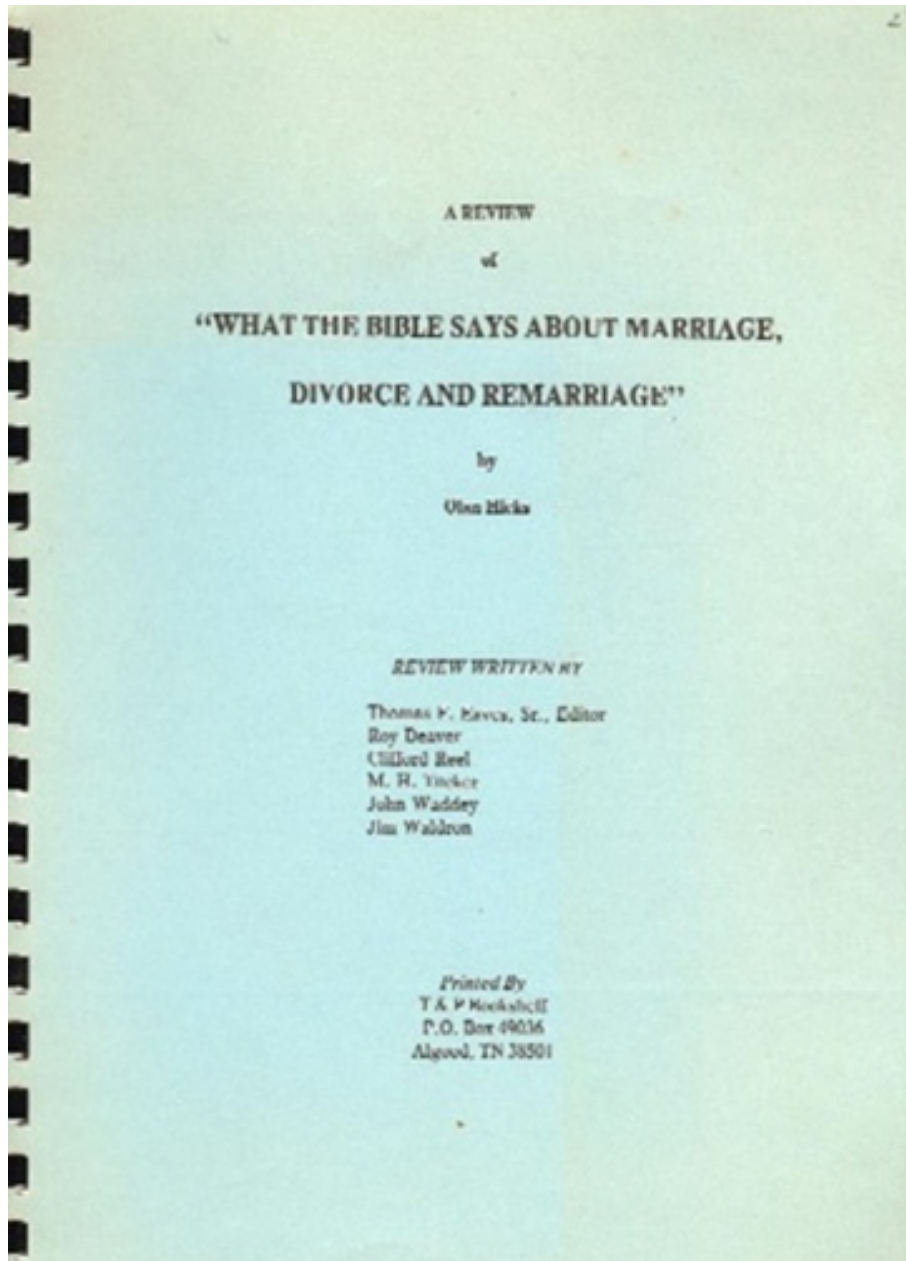 2
A REVIEW
of
“WHAT THE BIBLE SAYS ABOUT MARRIAGE,
DIVORCE AND REMARRIAGE”
by
Olan Hicks
REVIEW WRITTEN BY
Thomas F. Eaves, Sr., Editor
Roy Deaver
Clifford Reel
M. H. Tucker
John Waddey
Jim Waldron
Printed By
T & P Bookshelf
P.O. Box 49036
Algood, TN 38501